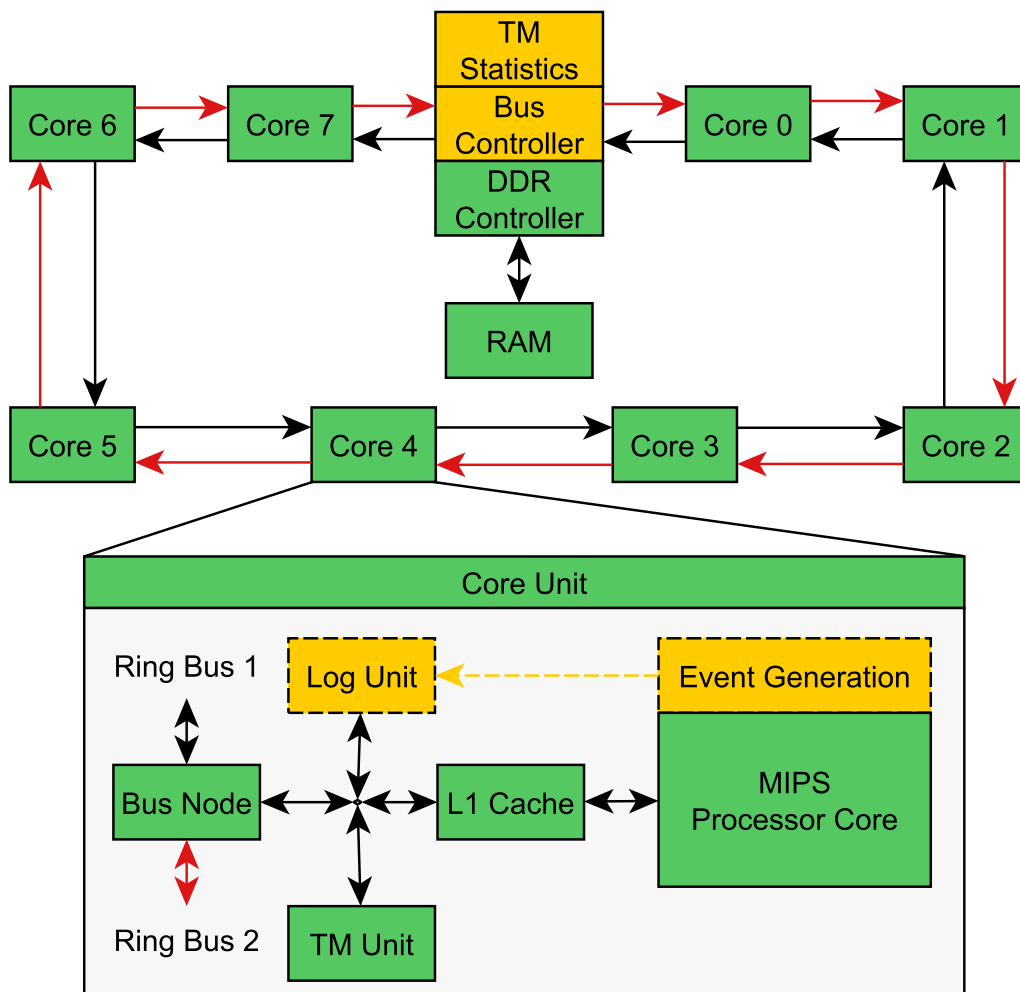 TM
Statistics
Core 6
Core 7
Bus
Controller
Core 0
Core 1
DDR
Controller
RAM
Core 5
Core 4
Core 3
Core 2
Core Unit
Ring Bus 1
Log Unit
Event Generation
Bus Node
L1 Cache
MIPS
Processor Core
Ring Bus 2
TM Unit